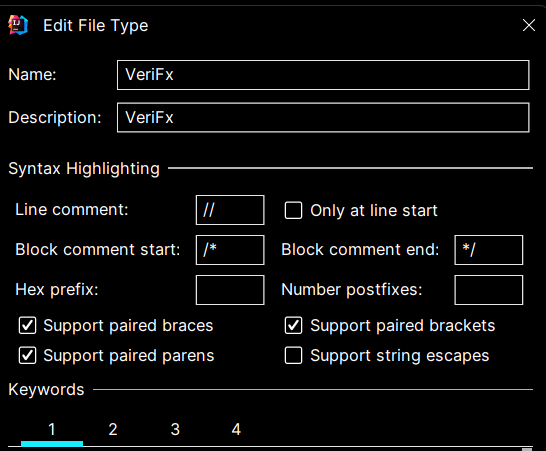 Edit File Type
Name: VeriFx
Description: VeriFx
Syntax Highlighting
Line comment: // Only at line start
Block comment start: /* Block comment end: */
Hex prefix: Number postfixes:
Support paired braces Support paired brackets
Support paired parens Support string escapes
Keywords
1 2 3 4